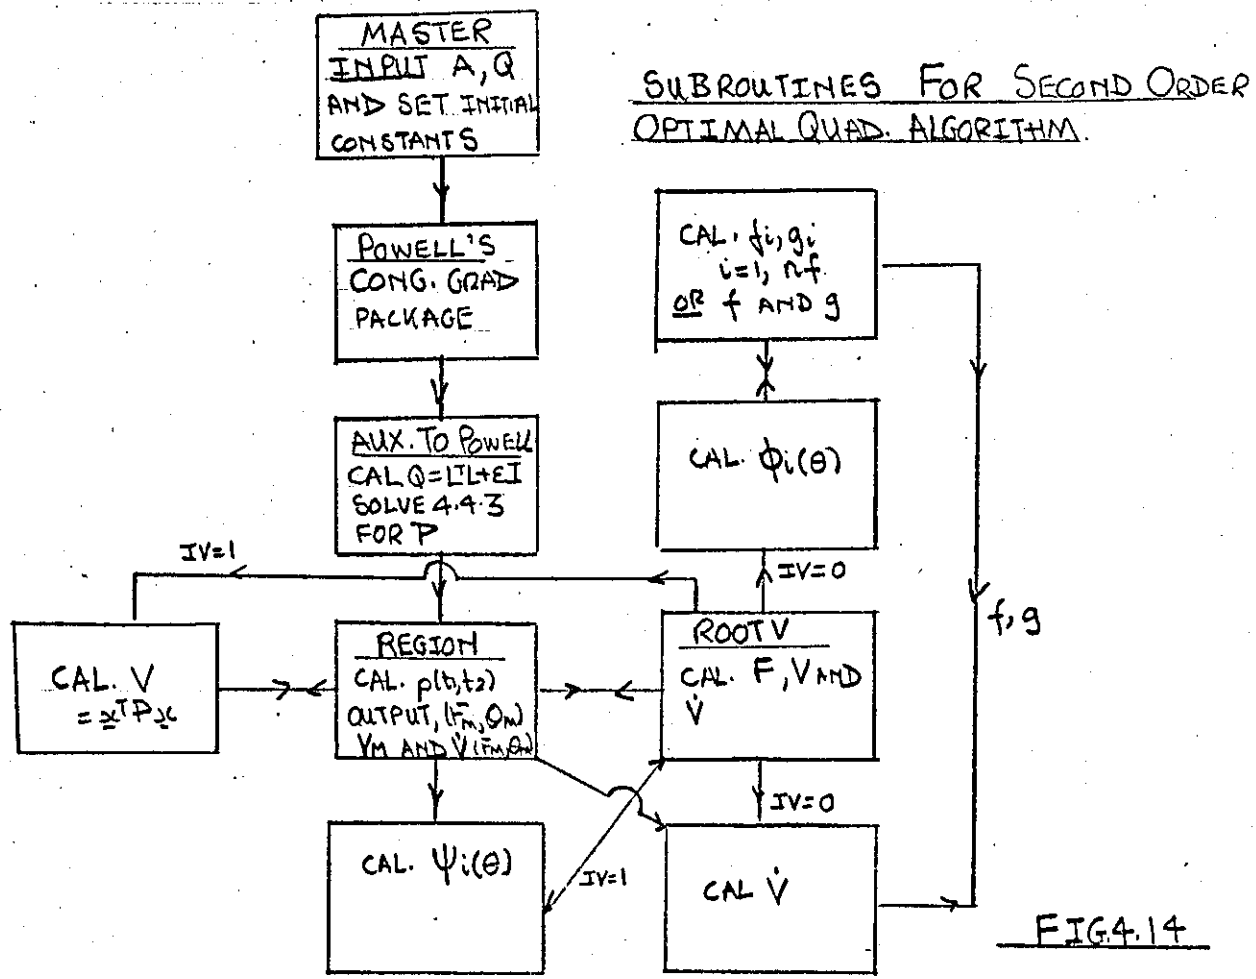 MASTER
INPUT A, Q
AND SET INITIAL
CONSTANTS
SUBROUTINES FOR SECOND ORDER
OPTIMAL QUAD. ALGORITHM.
POWELL'S
CONG. GRAD
PACKAGE
CAL. fi, gi
i=1, nf
OR f AND g
AUX. TO POWELL
CAL Q=LᵀL+εI
SOLVE 4.4.3
FOR P
CAL. ϕi(θ)
IV=1
IV=0
f, g
CAL. V
= xᵀPx
REGION
CAL. p(t₁,t₂)
OUTPUT, (Fₘ, θₘ)
Vₘ AND V̇(Fₘ,θₘ)
ROOTV
CAL. F, V AND
V̇
IV=0
CAL. ψi(θ)
IV=1
CAL V̇
FIG.4.14